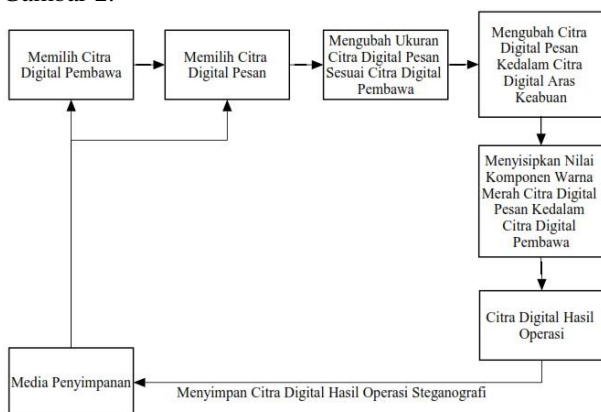 Memilih Citra
Digital Pembawa
Memilih Citra
Digital Pesan
Mengubah Ukuran
Citra Digital Pesan
Sesuai Citra Digital
Pembawa
Mengubah Citra
Digital Pesan
Kedalam Citra
Digital Aras
Keabuan
Menyisipkan Nilai
Komponen Warna
Merah Citra Digital
Pesan Kedalam
Citra Digital
Pembawa
Citra Digital Hasil
Operasi
Menyimpan Citra Digital Hasil Operasi Steganografi
Media Penyimpanan